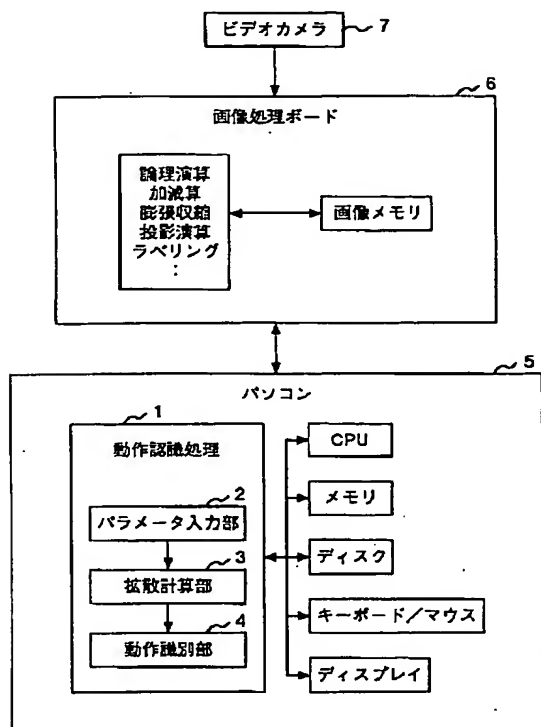 ビデオカメラ
7
6
画像処理ボード
論理演算
加減算
膨張収縮
投影演算
ラベリング
:
画像メモリ
5
パソコン
1
動作認識処理
2
パラメータ入力部
3
拡散計算部
4
動作識別部
CPU
メモリ
ディスク
キーボード/マウス
ディスプレイ